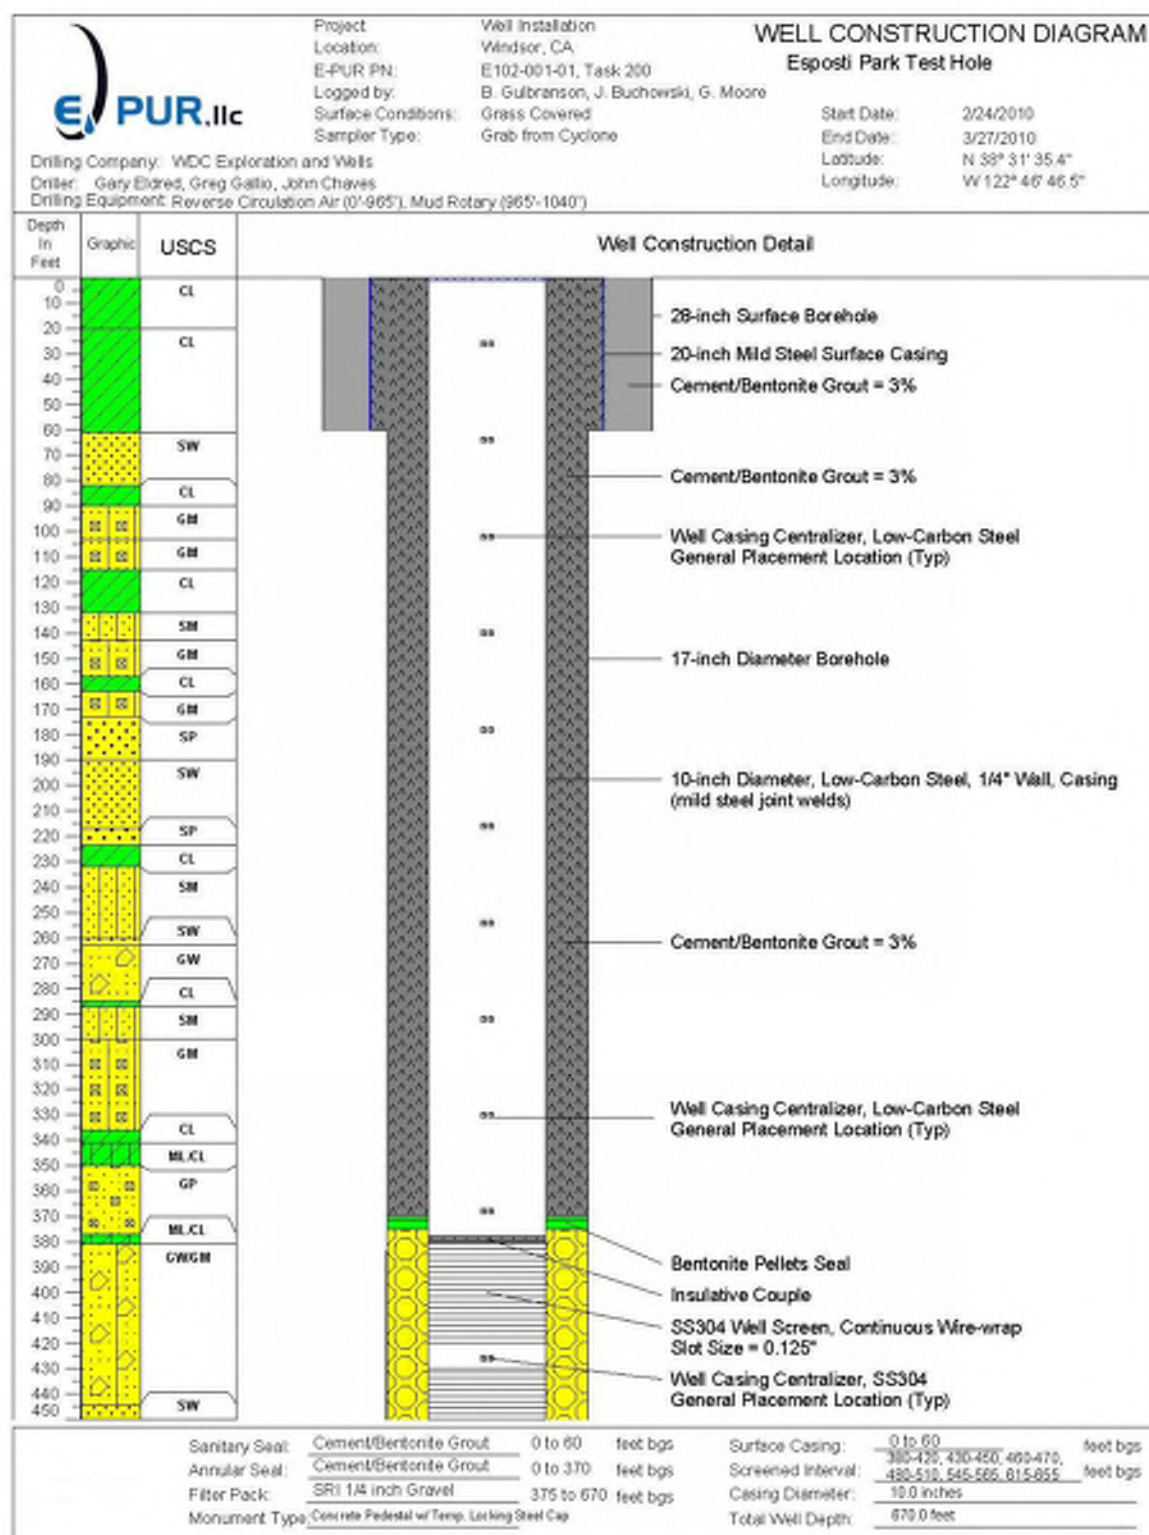 E PUR,llc
Project
Well Installation
Location:
Windsor, CA
E-PUR PN:
E102-001-01, Task 200
Logged by:
B. Gulbranson, J. Buchowski, G. Moore
Surface Conditions:
Grass Covered
Sampler Type:
Grab from Cyclone
WELL CONSTRUCTION DIAGRAM
Esposti Park Test Hole
Start Date:
2/24/2010
End Date:
3/27/2010
Latitude:
N 38° 31' 35.4"
Longitude:
W 122° 46' 46.5"
Drilling Company: WDC Exploration and Wells
Driller: Gary Eldred, Greg Gallio, John Chaves
Drilling Equipment: Reverse Circulation Air (0'-965'), Mud Rotary (965'-1040')
Depth
In
Feet
Graphic
USCS
Well Construction Detail
0
10
20
30
40
50
60
70
80
90
100
110
120
130
140
150
160
170
180
190
200
210
220
230
240
250
260
270
280
290
300
310
320
330
340
350
360
370
380
390
400
410
420
430
440
450
CL
CL
SW
CL
GM
GM
CL
SM
GM
CL
GM
SP
SW
SP
CL
SM
SW
GW
CL
SM
GM
CL
ML/CL
GP
ML/CL
GWGM
SW
28-inch Surface Borehole
20-inch Mild Steel Surface Casing
Cement/Bentonite Grout = 3%
Cement/Bentonite Grout = 3%
Well Casing Centralizer, Low-Carbon Steel
General Placement Location (Typ)
17-inch Diameter Borehole
10-inch Diameter, Low-Carbon Steel, 1/4" Wall, Casing
(mild steel joint welds)
Cement/Bentonite Grout = 3%
Well Casing Centralizer, Low-Carbon Steel
General Placement Location (Typ)
Bentonite Pellets Seal
Insulative Couple
SS304 Well Screen, Continuous Wire-wrap
Slot Size = 0.125"
Well Casing Centralizer, SS304
General Placement Location (Typ)
Sanitary Seal: Cement/Bentonite Grout 0 to 60 feet bgs
Annular Seal: Cement/Bentonite Grout 0 to 370 feet bgs
Filter Pack: SRI 1/4 inch Gravel 375 to 670 feet bgs
Monument Type: Concrete Pedestal w/ Temp. Locking Steel Cap
Surface Casing: 0 to 60 feet bgs
380-420, 430-450, 460-470,
Screened Interval: 490-510, 545-565, 615-655 feet bgs
Casing Diameter: 10.0 inches
Total Well Depth: 670.0 feet